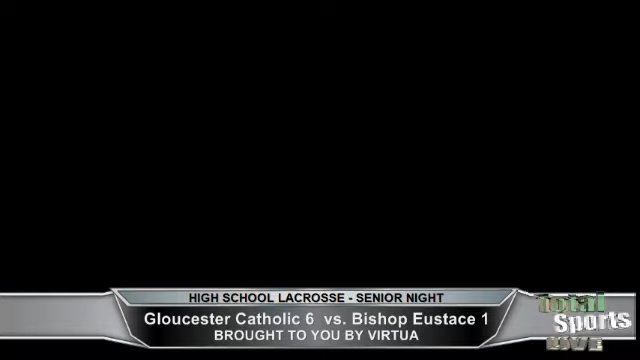 HIGH SCHOOL LACROSSE - SENIOR NIGHT
Gloucester Catholic 6 vs. Bishop Eustace 1
BROUGHT TO YOU BY VIRTUA
Total
Sports
LIVE